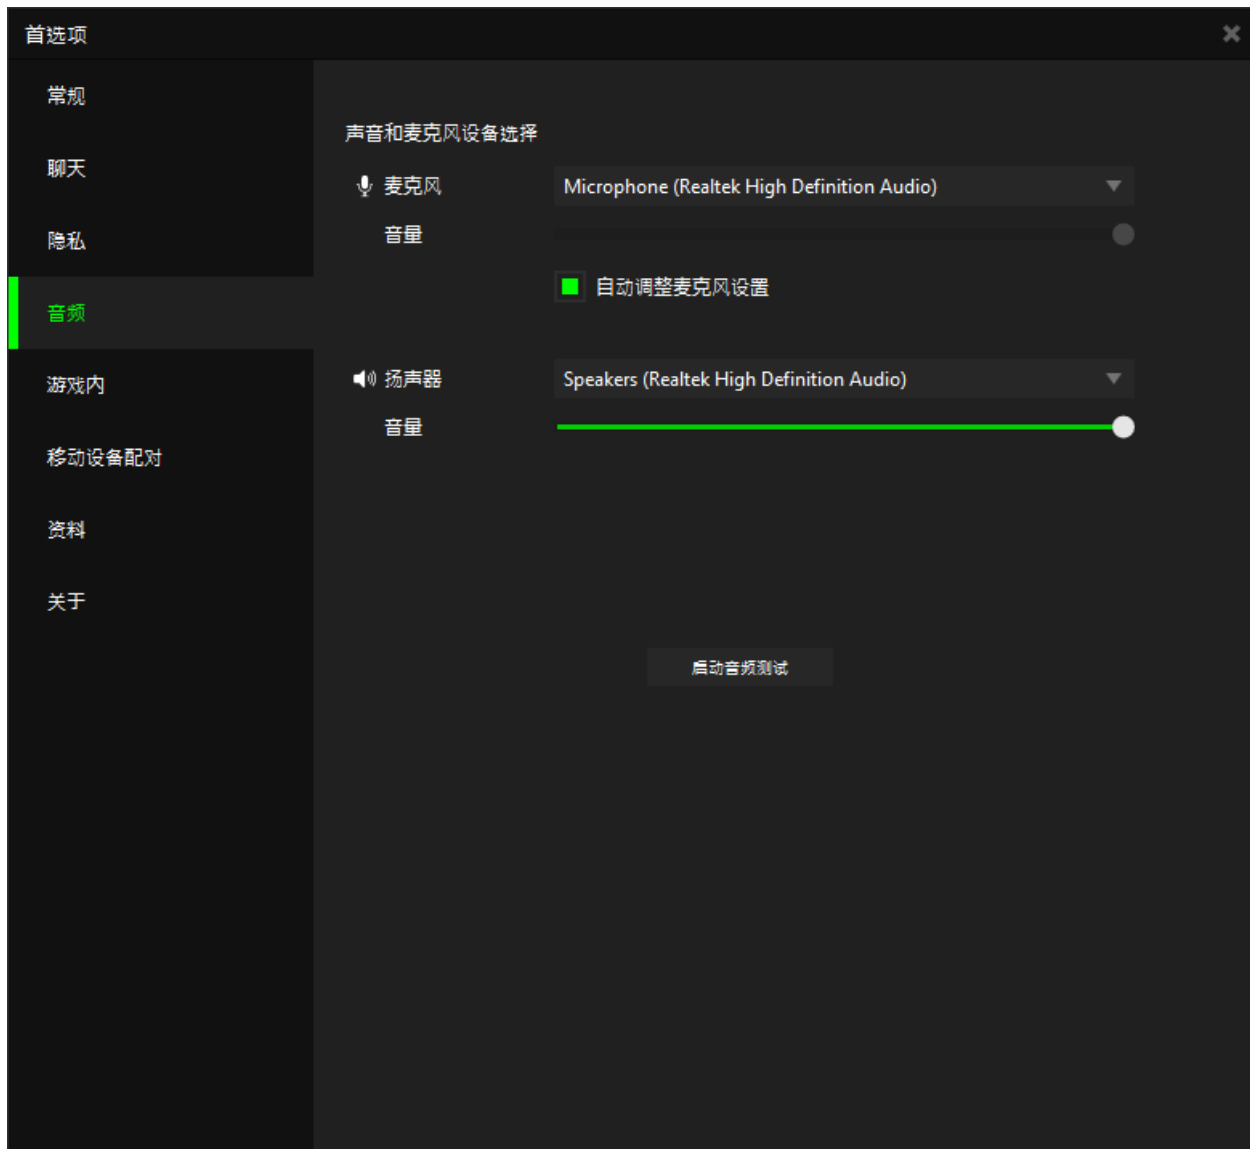 首选项
常规
聊天
隐私
音频
游戏内
移动设备配对
资料
关于
声音和麦克风设备选择
麦克风 Microphone (Realtek High Definition Audio)
音量
自动调整麦克风设置
扬声器 Speakers (Realtek High Definition Audio)
音量
启动音频测试